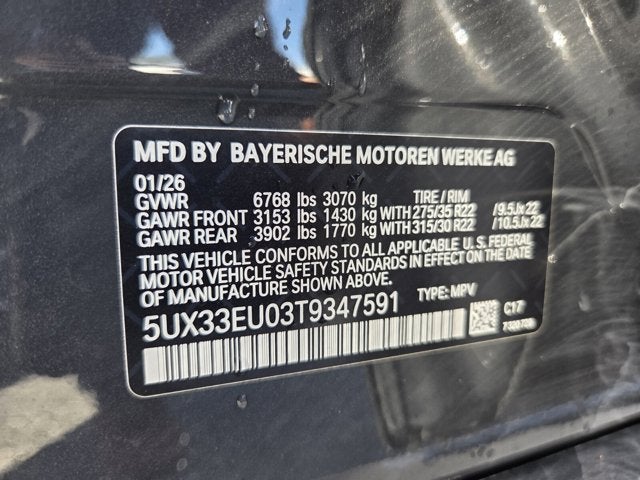 MFD BY BAYERISCHE MOTOREN WERKE AG
01/26
GVWR 6768 lbs 3070 kg TIRE / RIM
GAWR FRONT 3153 lbs 1430 kg WITH 275/35 R22 / 9.5Jx22
GAWR REAR 3902 lbs 1770 kg WITH 315/30 R22 / 10.5Jx22
THIS VEHICLE CONFORMS TO ALL APPLICABLE U. S. FEDERAL
MOTOR VEHICLE SAFETY STANDARDS IN EFFECT ON THE DATE
OF MANUFACTURE SHOWN ABOVE.
5UX33EU03T9347591 TYPE: MPV
C17